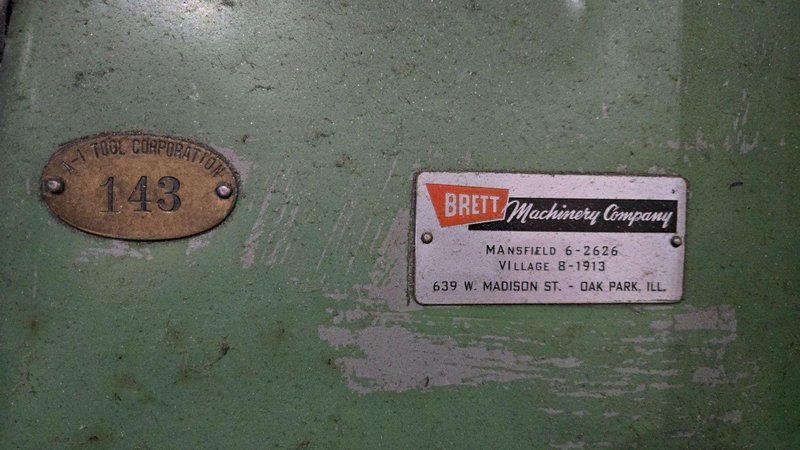 A-1 TOOL CORPORATION
143
BRETT Machinery Company
MANSFIELD 6-2626
VILLAGE 8-1913
639 W. MADISON ST. - OAK PARK, ILL.